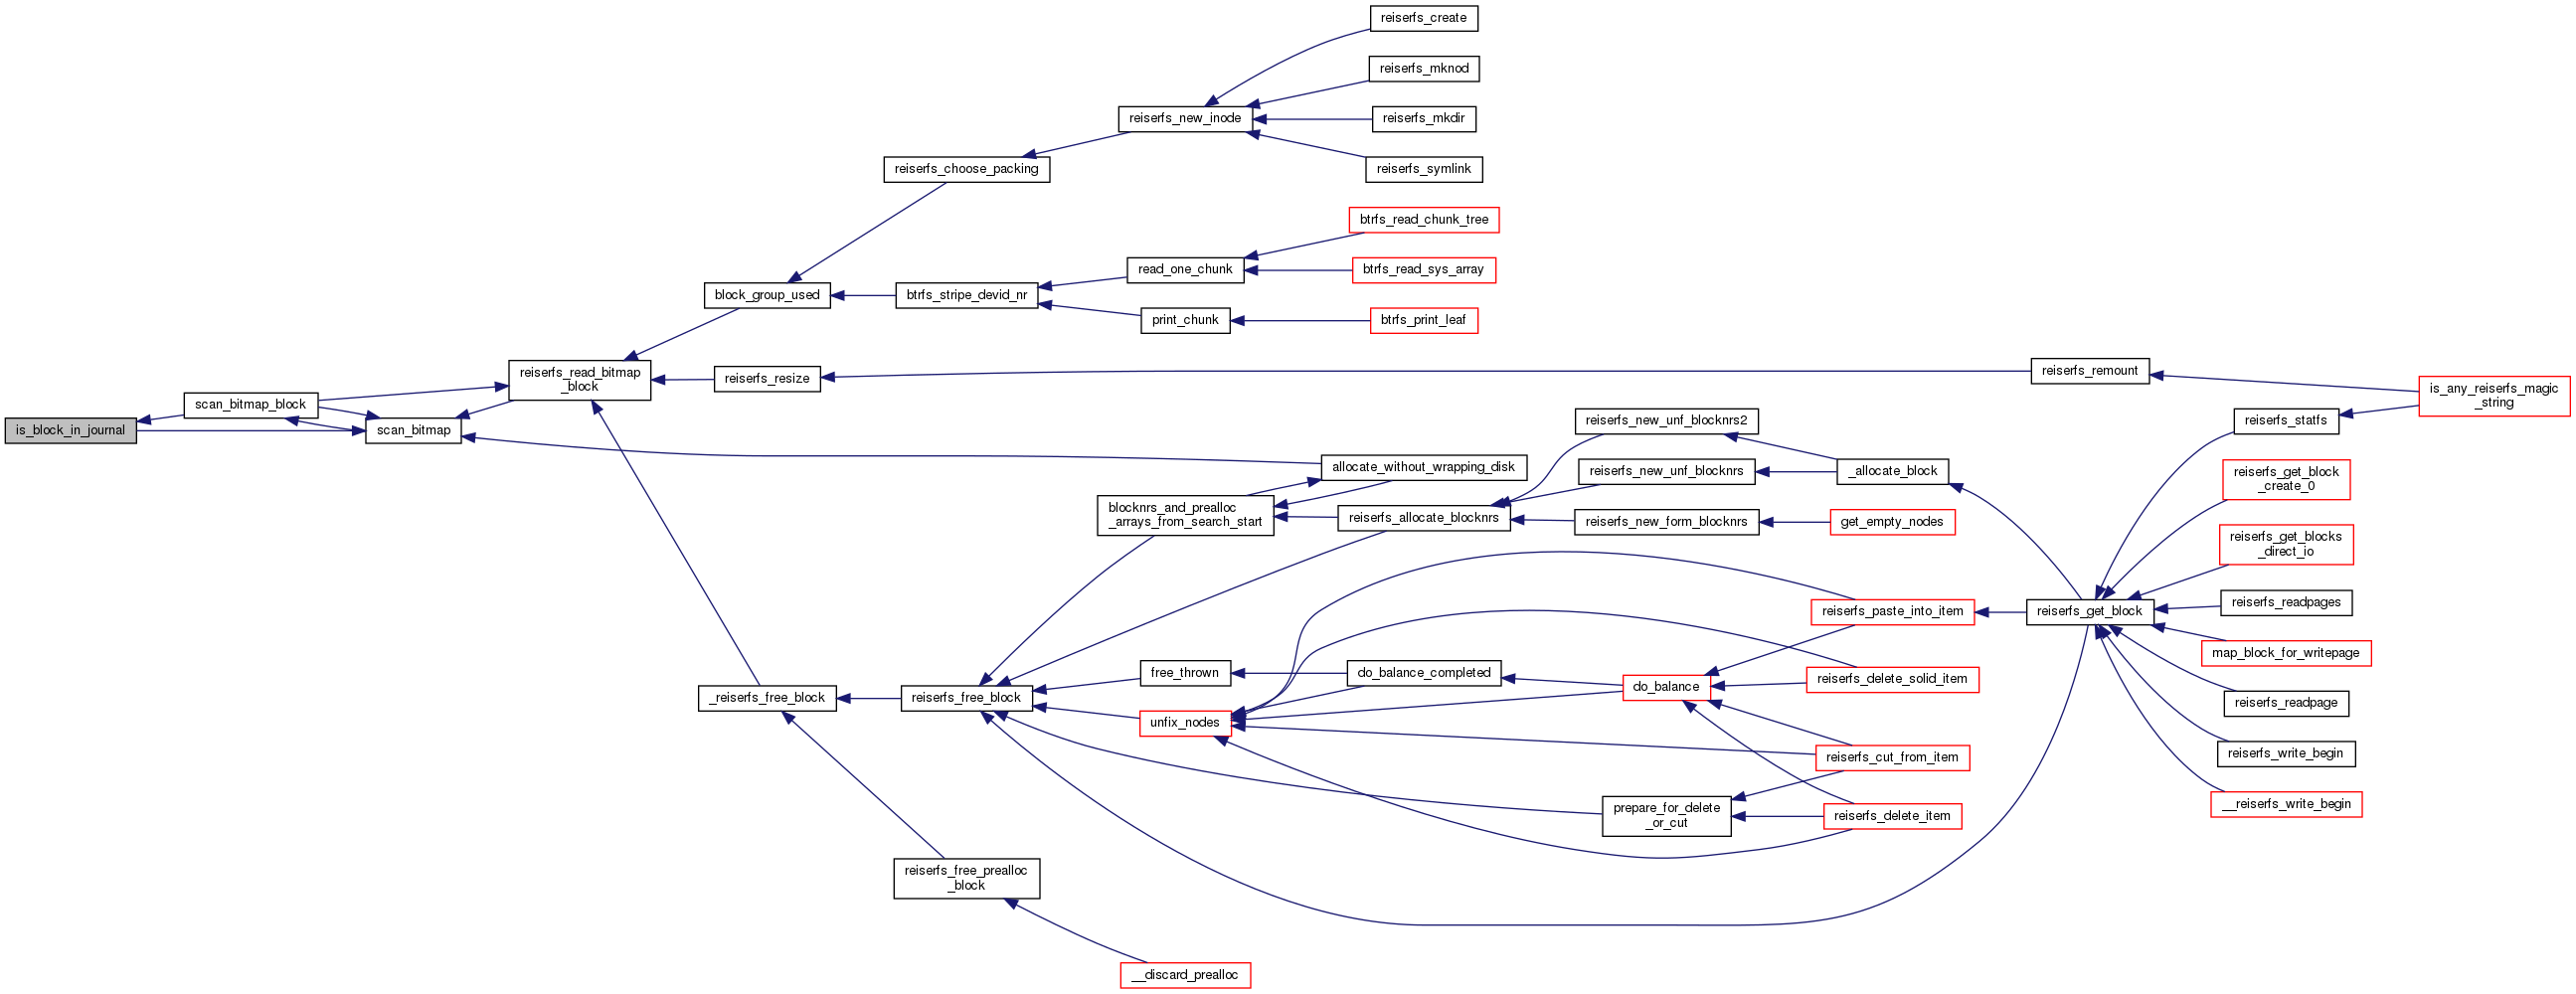 reiserfs_create
reiserfs_mknod
reiserfs_new_inode
reiserfs_mkdir
reiserfs_choose_packing
reiserfs_symlink
btrfs_read_chunk_tree
read_one_chunk
btrfs_read_sys_array
block_group_used
btrfs_stripe_devid_nr
print_chunk
btrfs_print_leaf
reiserfs_read_bitmap
_block
reiserfs_resize
reiserfs_remount
is_any_reiserfs_magic
_string
scan_bitmap_block
is_block_in_journal
scan_bitmap
reiserfs_new_unf_blocknrs2
reiserfs_statfs
allocate_without_wrapping_disk
reiserfs_new_unf_blocknrs
_allocate_block
reiserfs_get_block
_create_0
blocknrs_and_prealloc
_arrays_from_search_start
reiserfs_allocate_blocknrs
reiserfs_new_form_blocknrs
get_empty_nodes
reiserfs_get_blocks
_direct_io
reiserfs_paste_into_item
reiserfs_get_block
reiserfs_readpages
map_block_for_writepage
free_thrown
do_balance_completed
do_balance
reiserfs_delete_solid_item
_reiserfs_free_block
reiserfs_free_block
reiserfs_readpage
unfix_nodes
reiserfs_cut_from_item
reiserfs_write_begin
prepare_for_delete
_or_cut
reiserfs_delete_item
__reiserfs_write_begin
reiserfs_free_prealloc
_block
__discard_prealloc